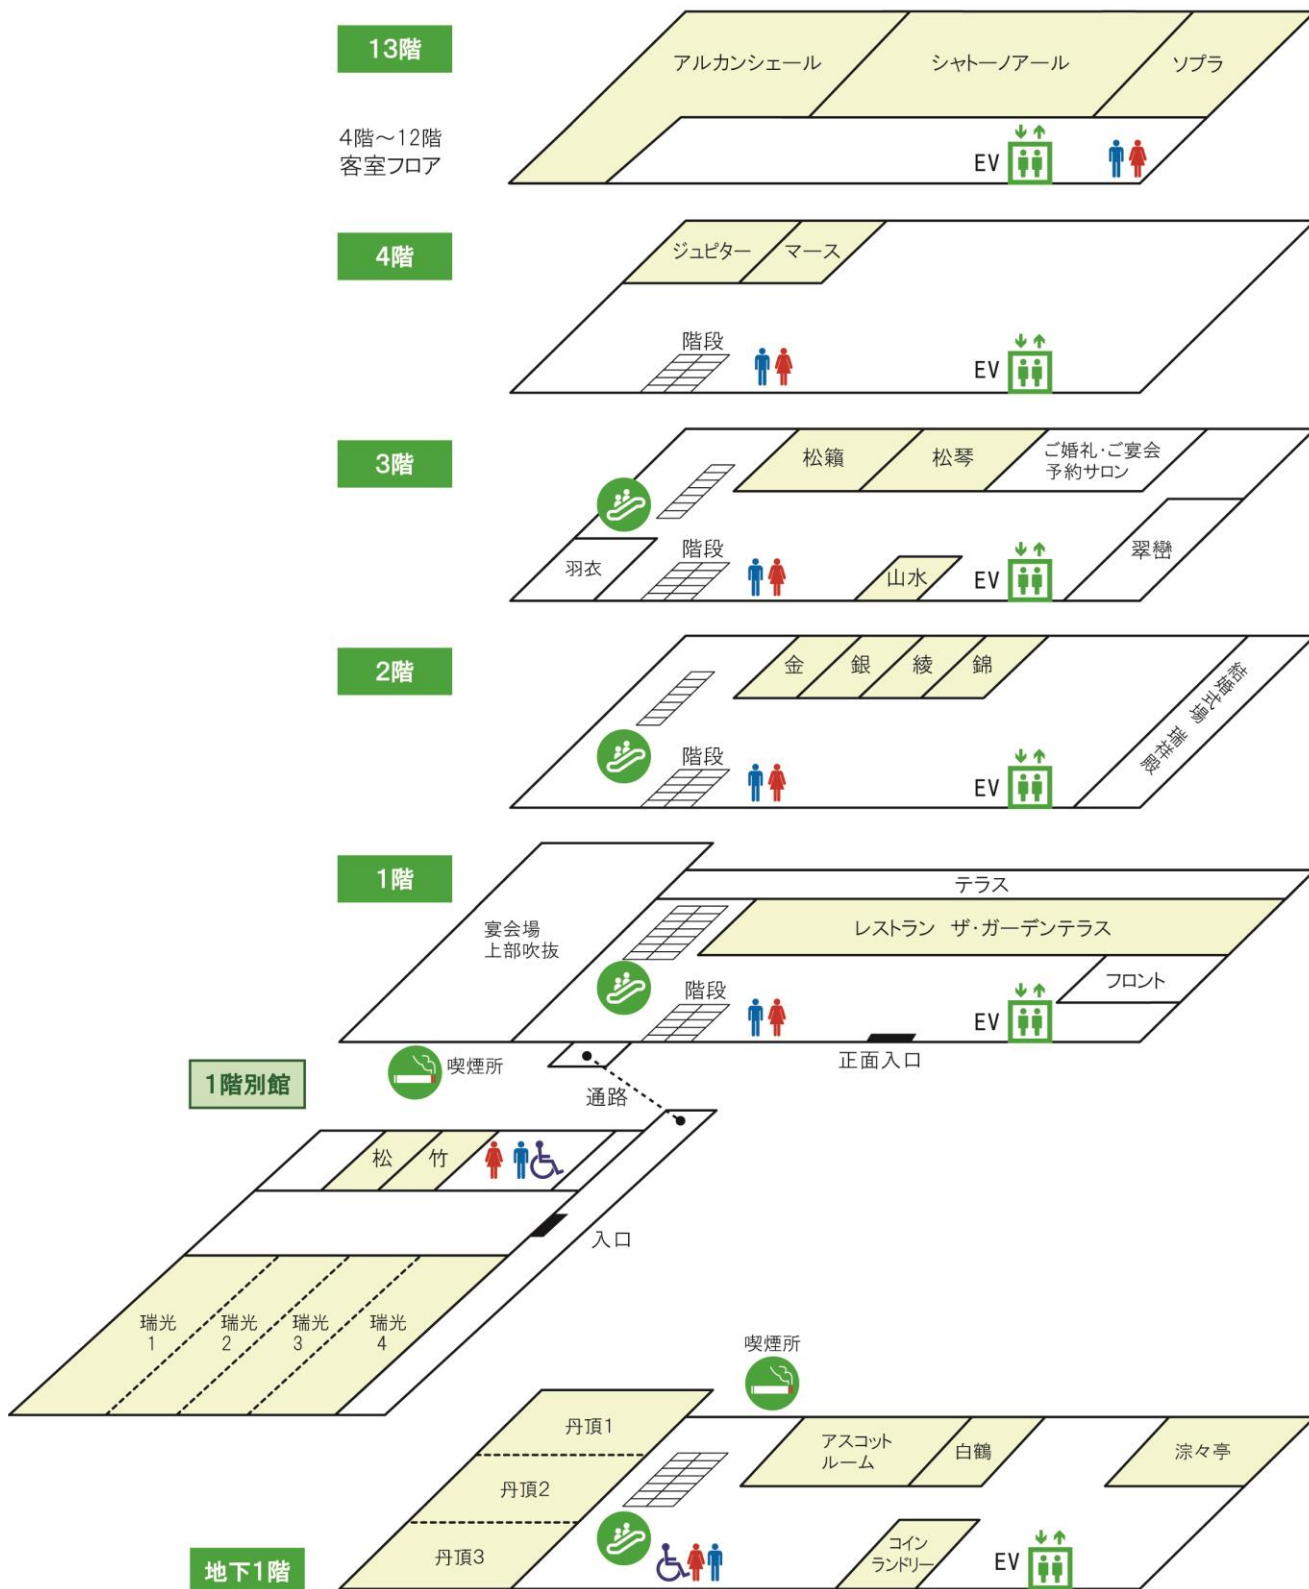 13階
アルカンシェール
シャトーノアール
ソプラ
4階～12階
客室フロア
EV
4階
ジュピター
マース
階段
EV
3階
松籟
松琴
ご婚礼・ご宴会
予約サロン
羽衣
階段
山水
EV
翠巒
2階
金
銀
綾
錦
階段
EV
結婚式場 瑞祥殿
1階
テラス
宴会場
上部吹抜
レストラン ザ・ガーデンテラス
フロント
階段
EV
正面入口
喫煙所
通路
1階別館
松
竹
入口
瑞光
1
瑞光
2
瑞光
3
瑞光
4
喫煙所
丹頂1
丹頂2
丹頂3
アスコット
ルーム
白鶴
淙々亭
コイン
ランドリー
EV
地下1階